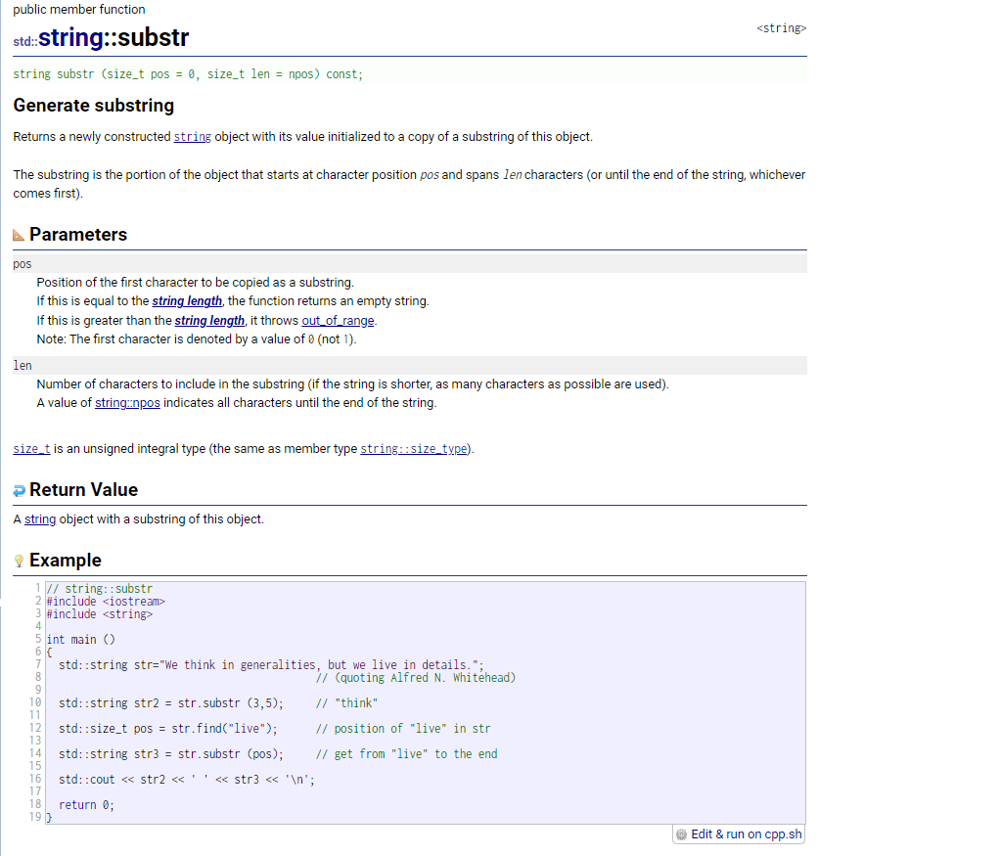 public member function
<string>
std::string::substr
string substr (size_t pos = 0, size_t len = npos) const;
Generate substring
Returns a newly constructed string object with its value initialized to a copy of a substring of this object.
The substring is the portion of the object that starts at character position pos and spans len characters (or until the end of the string, whichever
comes first).
Parameters
pos
Position of the first character to be copied as a substring.
If this is equal to the string length, the function returns an empty string.
If this is greater than the string length, it throws out_of_range.
Note: The first character is denoted by a value of 0 (not 1).
len
Number of characters to include in the substring (if the string is shorter, as many characters as possible are used).
A value of string::npos indicates all characters until the end of the string.
size_t is an unsigned integral type (the same as member type string::size_type).
Return Value
A string object with a substring of this object.
Example
1 // string::substr
2 #include <iostream>
3 #include <string>
4
5 int main ()
6 {
7   std::string str="We think in generalities, but we live in details.";
8                                            // (quoting Alfred N. Whitehead)
9
10   std::string str2 = str.substr (3,5);     // "think"
11
12   std::size_t pos = str.find("live");      // position of "live" in str
13
14   std::string str3 = str.substr (pos);     // get from "live" to the end
15
16   std::cout << str2 << ' ' << str3 << '\n';
17
18   return 0;
19 }
Edit & run on cpp.sh